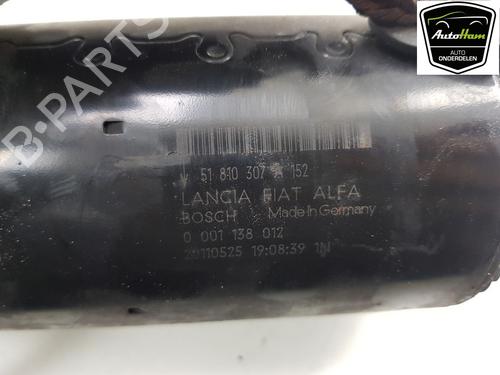 AutoHam
AUTO
ONDERDELEN
B-PARTS
51 810 307 A 152
LANCIA FIAT ALFA
BOSCH Made in Germany
0 001 138 012
20110525 19:08:39 1N